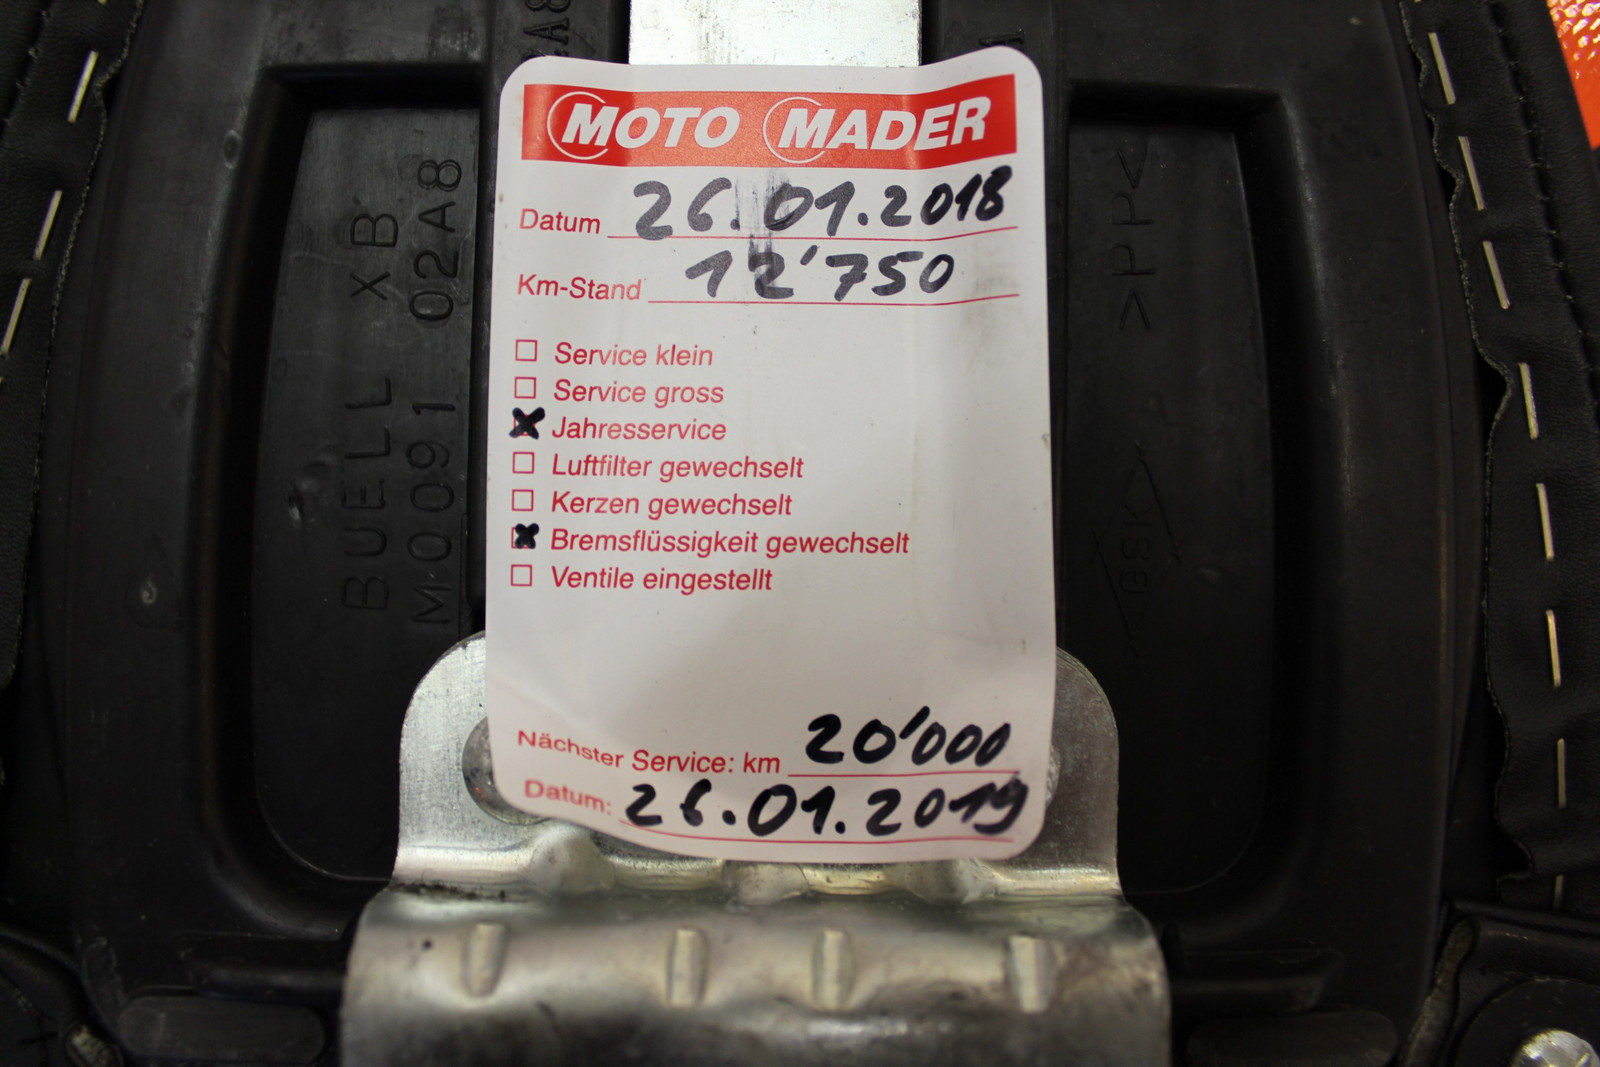 MOTO MADER
Datum 26.01.2018
Km-Stand 12'750
Service klein
Service gross
Jahresservice
Luftfilter gewechselt
Kerzen gewechselt
Bremsflüssigkeit gewechselt
Ventile eingestellt
Nächster Service: km 20'000
Datum: 26.01.2019
BUELL XB
M0091 02A8
>PP<
<GSK>